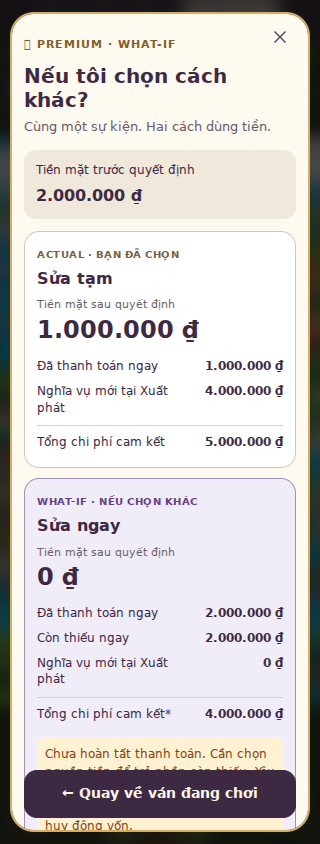 PREMIUM · WHAT-IF
Nếu tôi chọn cách
khác?
Cùng một sự kiện. Hai cách dùng tiền.
Tiền mặt trước quyết định
2.000.000 ₫
ACTUAL · BẠN ĐÃ CHỌN
Sửa tạm
Tiền mặt sau quyết định
1.000.000 ₫
Đã thanh toán ngay 1.000.000 ₫
Nghĩa vụ mới tại Xuất 4.000.000 ₫
phát
Tổng chi phí cam kết 5.000.000 ₫
WHAT-IF · NẾU CHỌN KHÁC
Sửa ngay
Tiền mặt sau quyết định
0 ₫
Đã thanh toán ngay 2.000.000 ₫
Còn thiếu ngay 2.000.000 ₫
Nghĩa vụ mới tại Xuất 0 ₫
phát
Tổng chi phí cam kết* 4.000.000 ₫
Chưa hoàn tất thanh toán. Cần chọn
← Quay về ván đang chơi
huy động vốn.